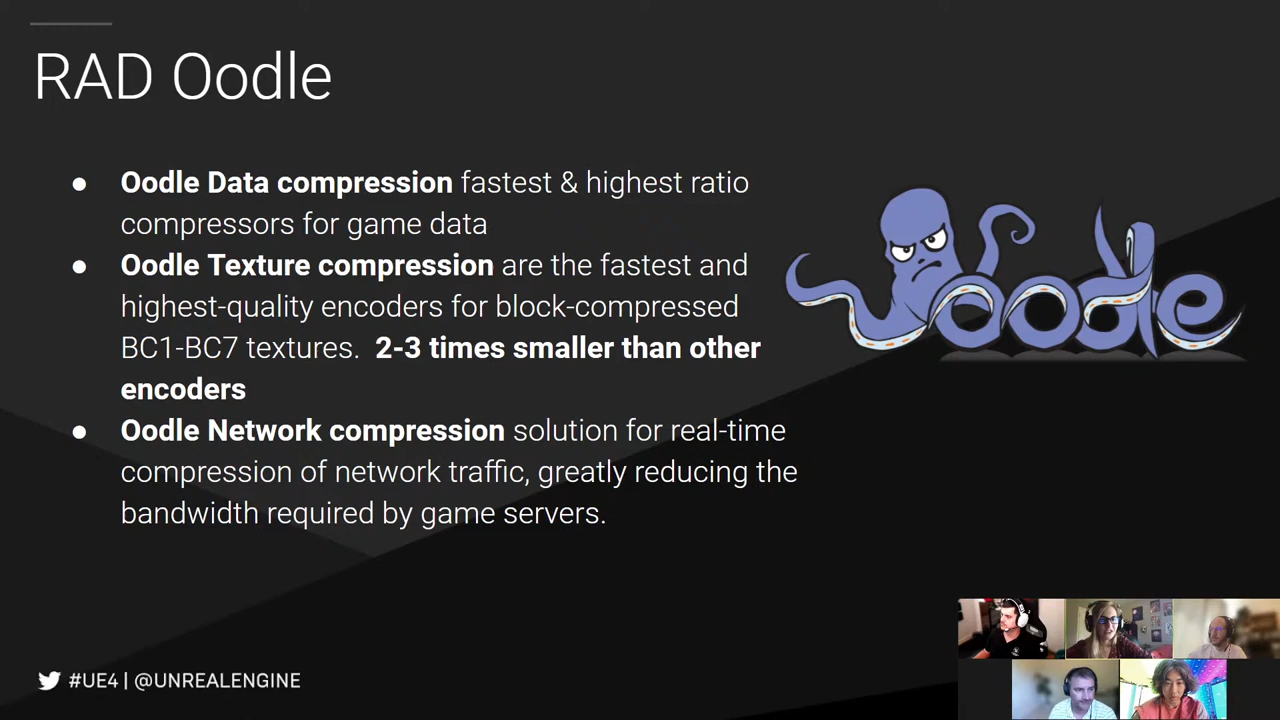 RAD Oodle
● Oodle Data compression fastest & highest ratio
compressors for game data
● Oodle Texture compression are the fastest and
highest-quality encoders for block-compressed
BC1-BC7 textures.  2-3 times smaller than other
encoders
● Oodle Network compression solution for real-time
compression of network traffic, greatly reducing the
bandwidth required by game servers.
oodle
#UE4 | @UNREALENGINE